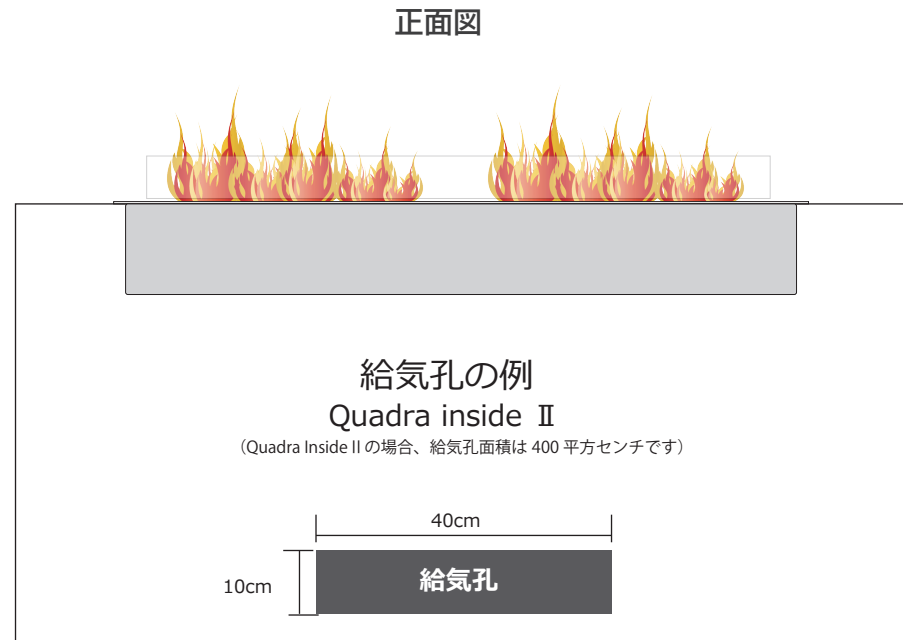 正面図
給気孔の例
Quadra inside Ⅱ
（Quadra Inside II の場合、給気孔面積は 400 平方センチです）
40cm
10cm
給気孔